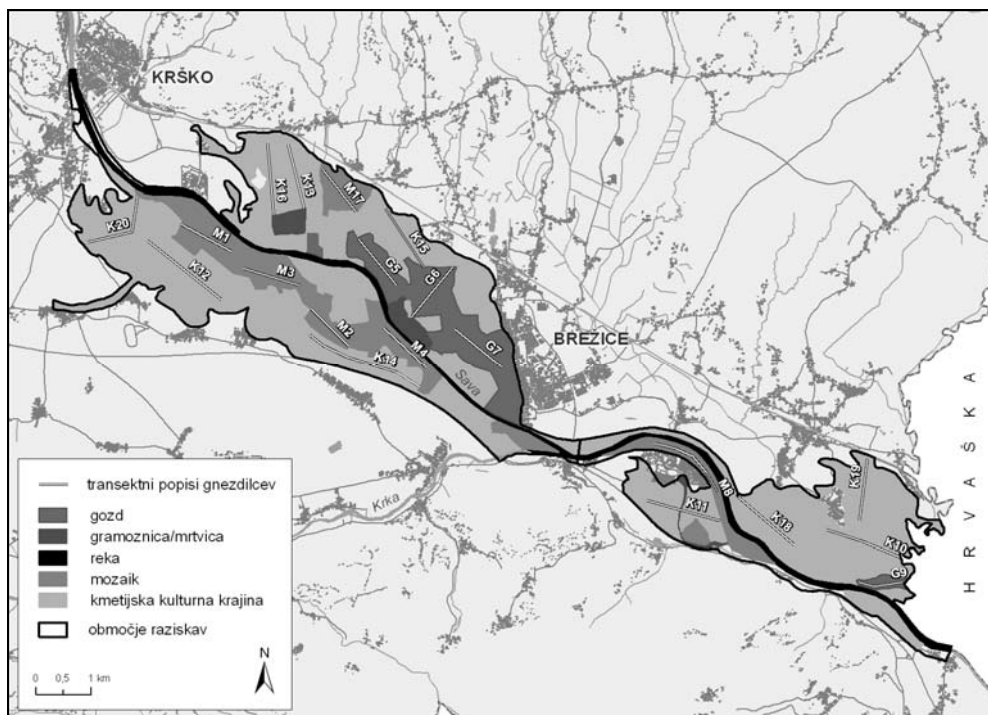 KRŠKO
K16
K13
M17
K15
K20
M1
K12
M3
G5
G6
M2
M4
G7
K14
BREŽICE
Sava
Krka
M8
K11
K18
K19
K10
G9
HRVAŠKA
transektni popisi gnezdilcev
gozd
gramoznica/mrtvica
reka
mozaik
kmetijska kulturna krajina
območje raziskav
N
0 0,5 1 km